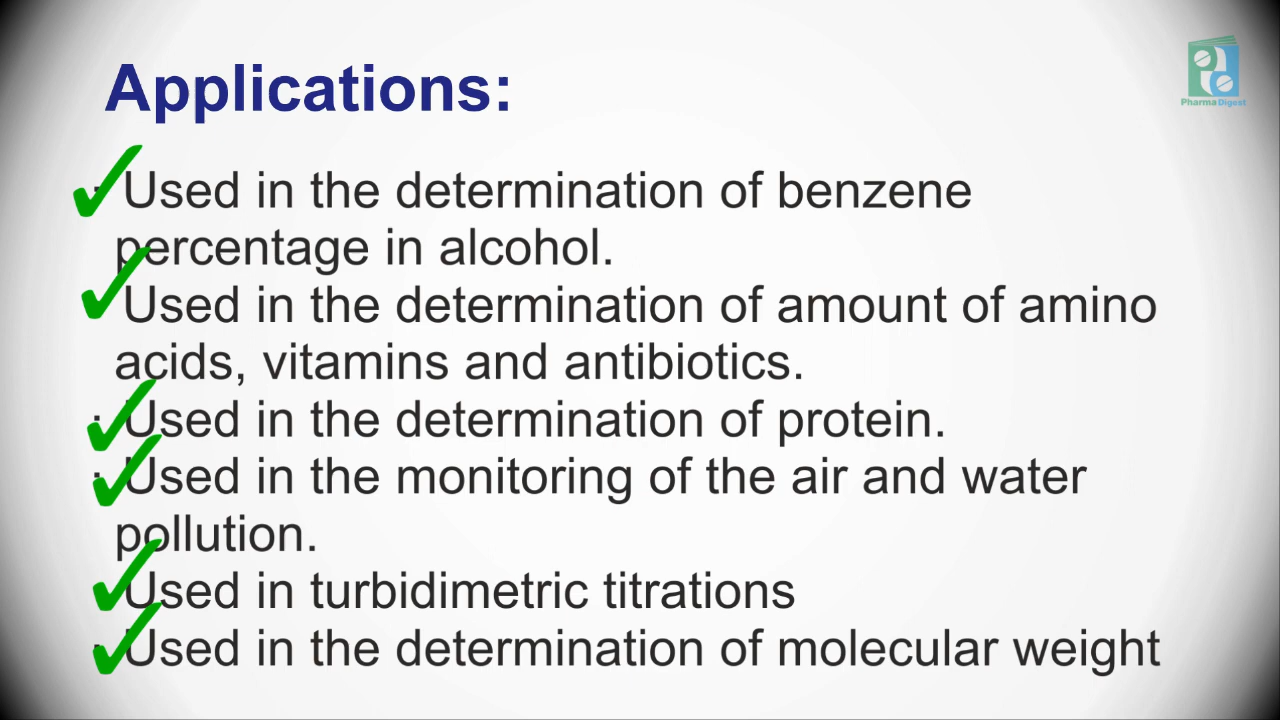 Applications:
Pharma Digest
· Used in the determination of benzene
percentage in alcohol.
Used in the determination of amount of amino
acids, vitamins and antibiotics.
· Used in the determination of protein.
· Used in the monitoring of the air and water
pollution.
Used in turbidimetric titrations
· Used in the determination of molecular weight